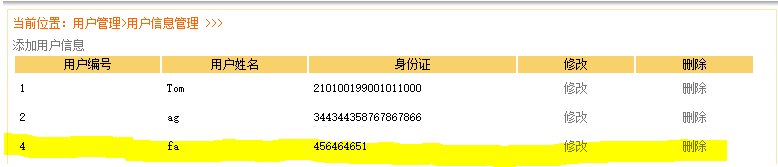 当前位置：用户管理>用户信息管理 >>>
添加用户信息
用户编号 用户姓名 身份证 修改 删除
1 Tom 210100199001011000 修改 删除
2 ag 344344358767867866 修改 删除
4 fa 456464651 修改 删除